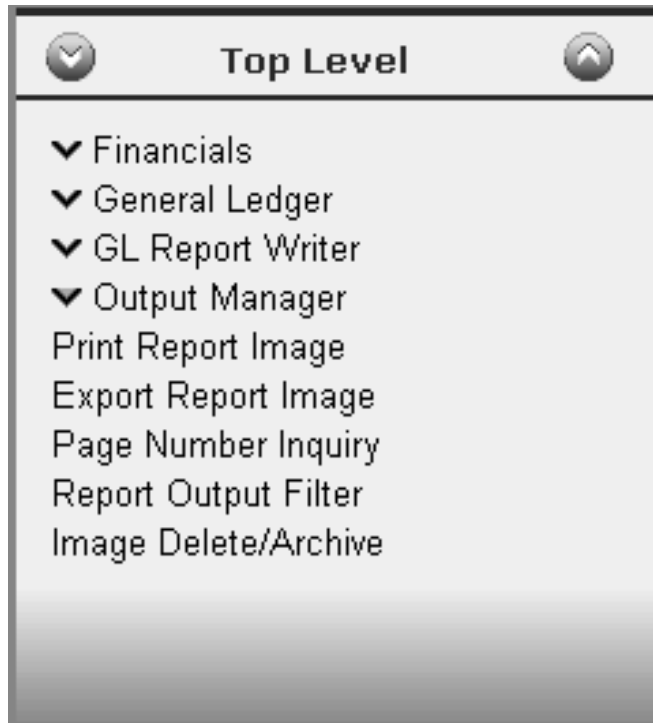 Top Level
Financials
General Ledger
GL Report Writer
Output Manager
Print Report Image
Export Report Image
Page Number Inquiry
Report Output Filter
Image Delete/Archive